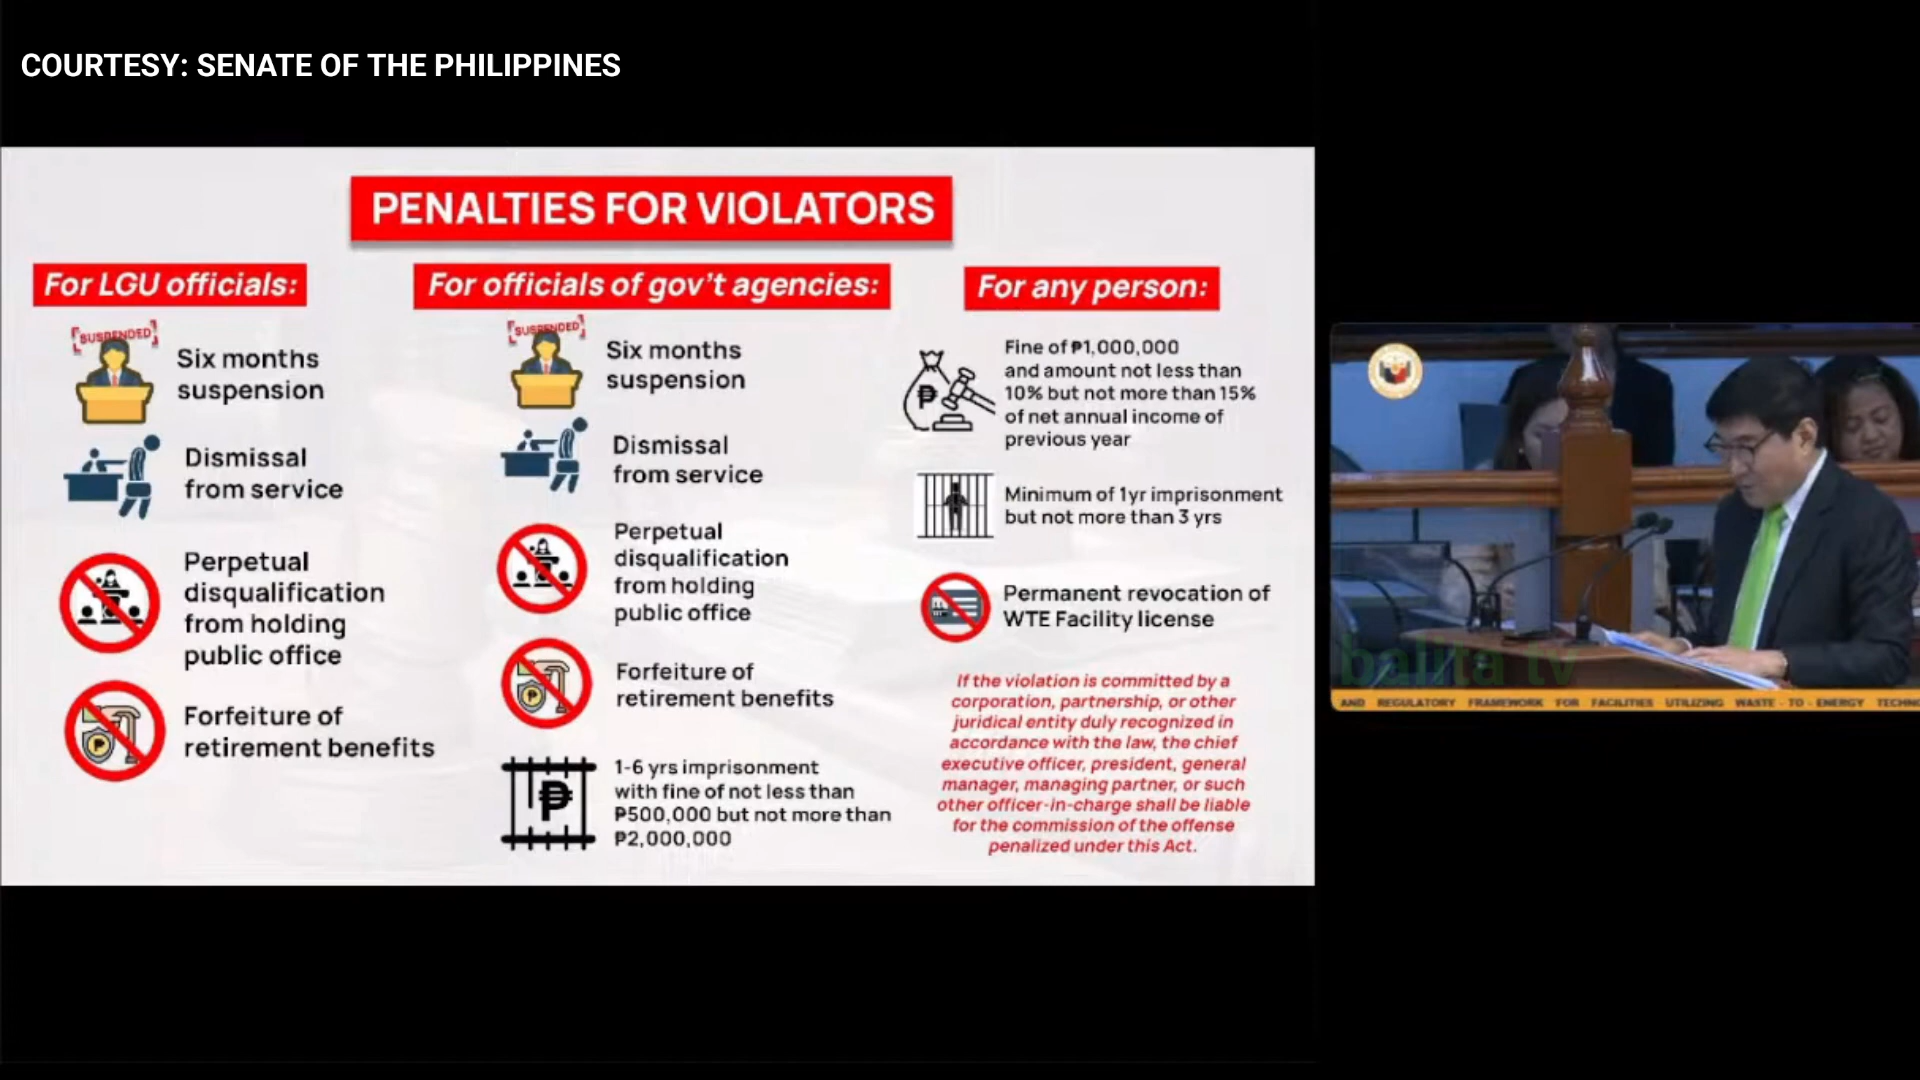 COURTESY: SENATE OF THE PHILIPPINES
PENALTIES FOR VIOLATORS
For LGU officials:
SUSPENDED
Six months
suspension
Dismissal
from service
Perpetual
disqualification
from holding
public office
Forfeiture of
retirement benefits
For officials of gov't agencies:
SUSPENDED
Six months
suspension
Dismissal
from service
Perpetual
disqualification
from holding
public office
Forfeiture of
retirement benefits
1-6 yrs imprisonment
with fine of not less than
₱500,000 but not more than
₱2,000,000
For any person:
Fine of ₱1,000,000
and amount not less than
10% but not more than 15%
of net annual income of
previous year
Minimum of 1yr imprisonment
but not more than 3 yrs
Permanent revocation of
WTE Facility license
If the violation is committed by a
corporation, partnership, or other
juridical entity duly recognized in
accordance with the law, the chief
executive officer, president, general
manager, managing partner, or such
other officer-in-charge shall be liable
for the commission of the offense
penalized under this Act.
balita tv
AND REGULATORY FRAMEWORK FOR FACILITIES UTILIZING WASTE - TO - ENERGY TECHNO